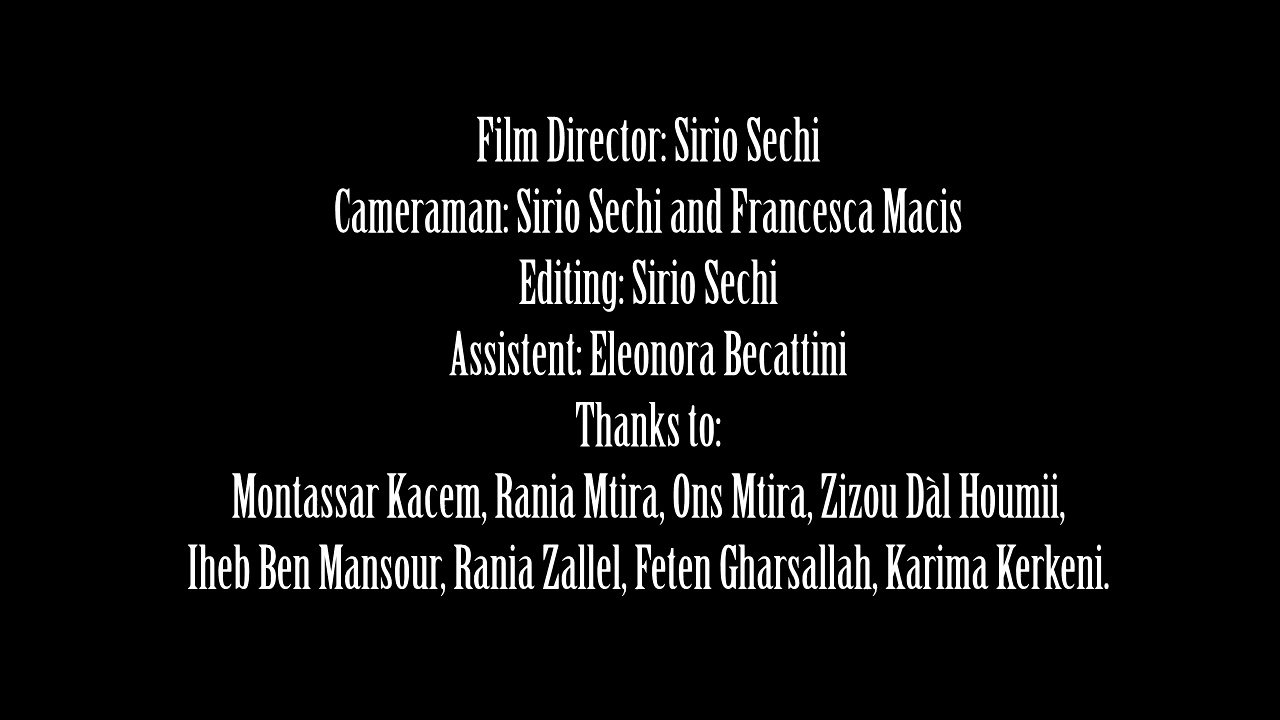 Film Director: Sirio Sechi
Cameraman: Sirio Sechi and Francesca Macis
Editing: Sirio Sechi
Assistent: Eleonora Becattini
Thanks to:
Montassar Kacem, Rania Mtira, Ons Mtira, Zizou Dàl Houmii,
Iheb Ben Mansour, Rania Zallel, Feten Gharsallah, Karima Kerkeni.